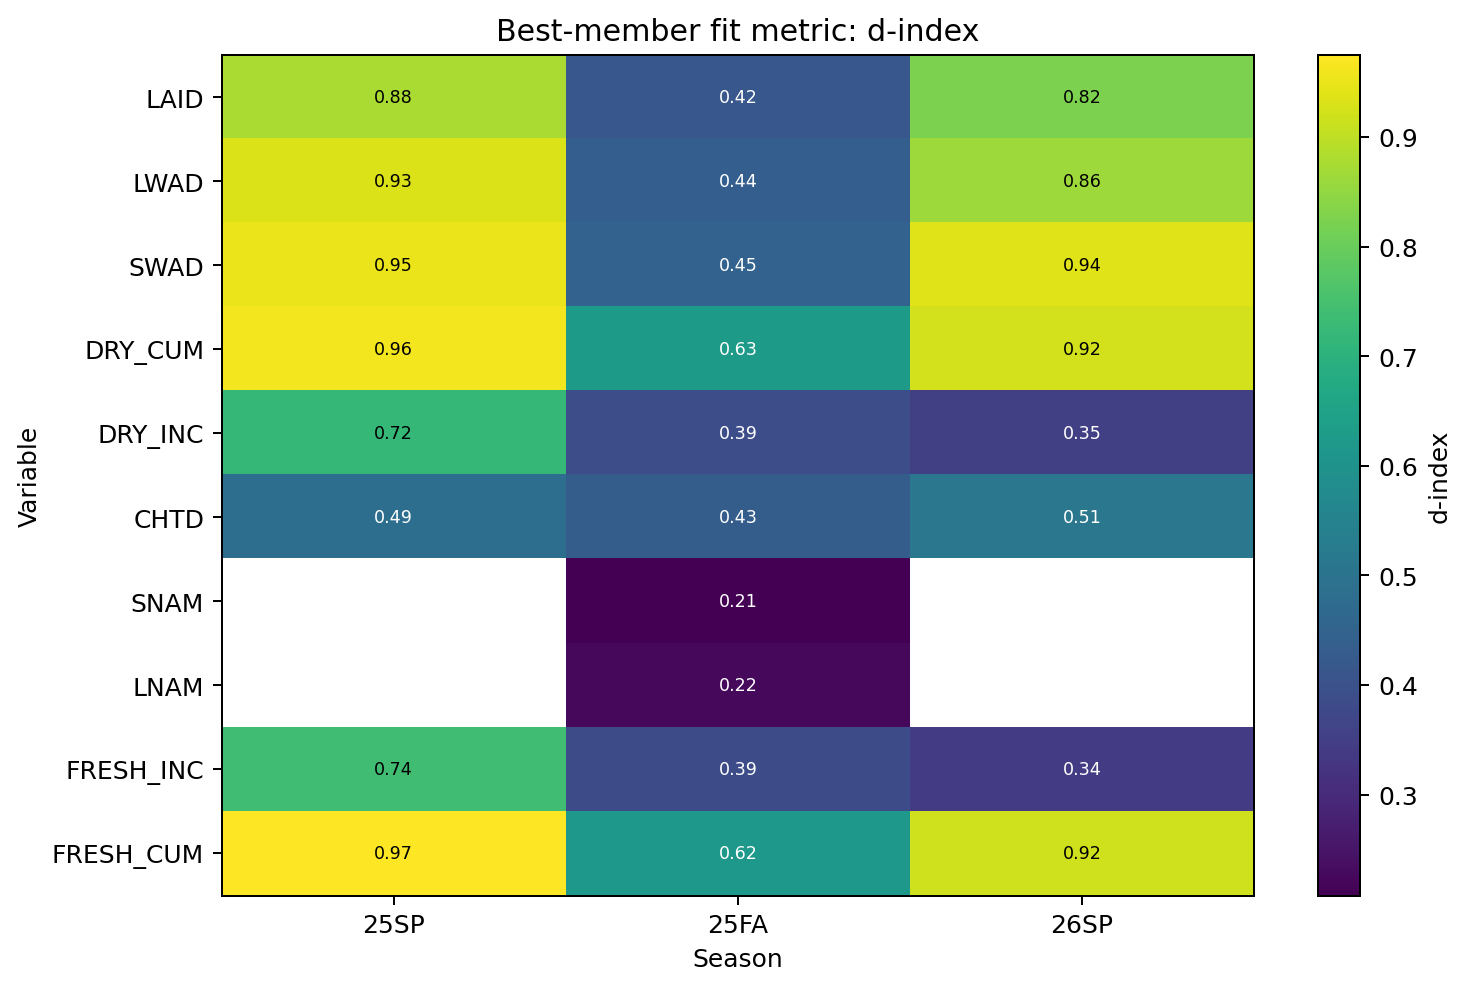 Best-member fit metric: d-index
LAID 0.88 0.42 0.82
LWAD 0.93 0.44 0.86
SWAD 0.95 0.45 0.94
DRY_CUM 0.96 0.63 0.92
DRY_INC 0.72 0.39 0.35
CHTD 0.49 0.43 0.51
SNAM 0.21
LNAM 0.22
FRESH_INC 0.74 0.39 0.34
FRESH_CUM 0.97 0.62 0.92
25SP 25FA 26SP
Season
Variable
0.9
0.8
0.7
0.6
0.5
0.4
0.3
d-index